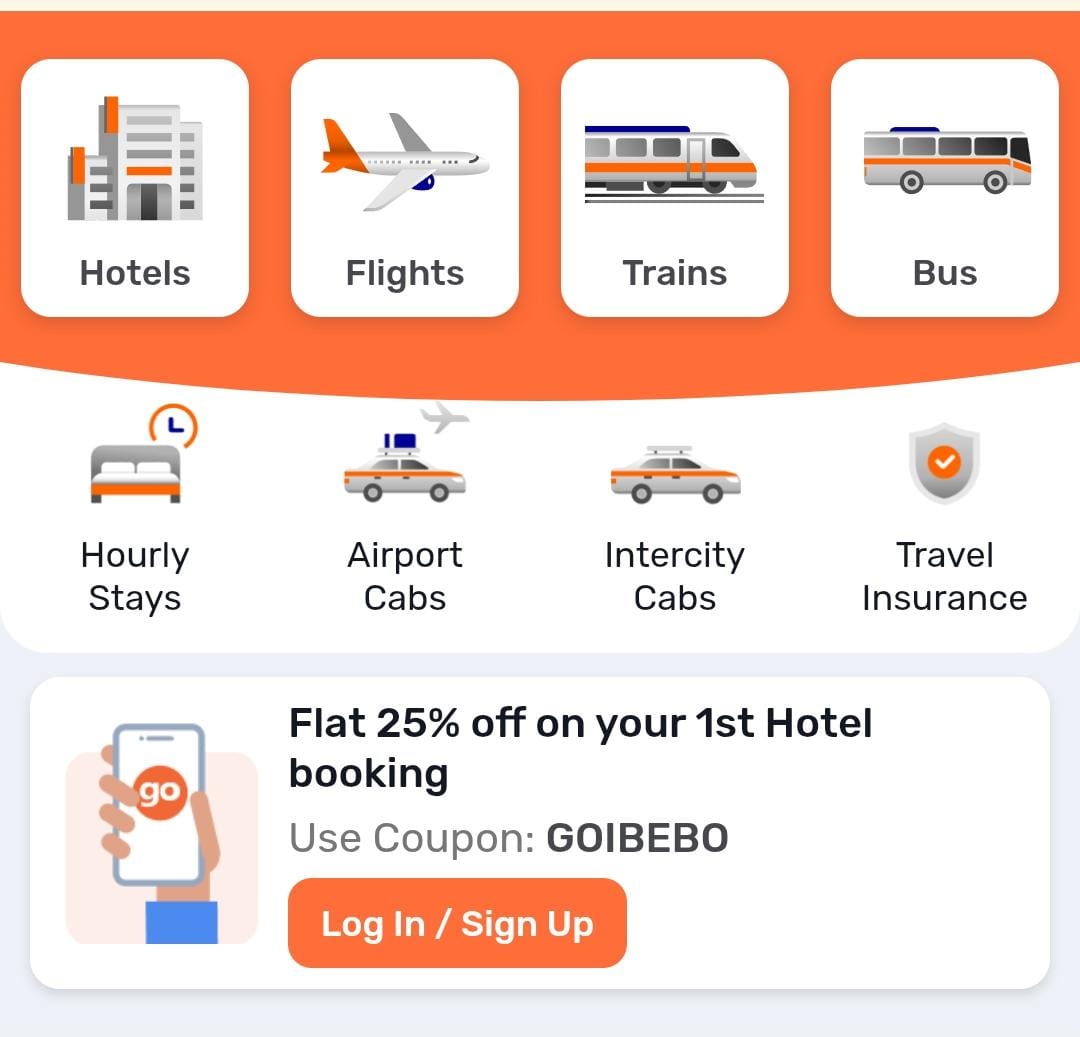 Hotels
Flights
Trains
Bus
Hourly
Stays
Airport
Cabs
Intercity
Cabs
Travel
Insurance
go
Flat 25% off on your 1st Hotel
booking
Use Coupon: GOIBEBO
Log In / Sign Up